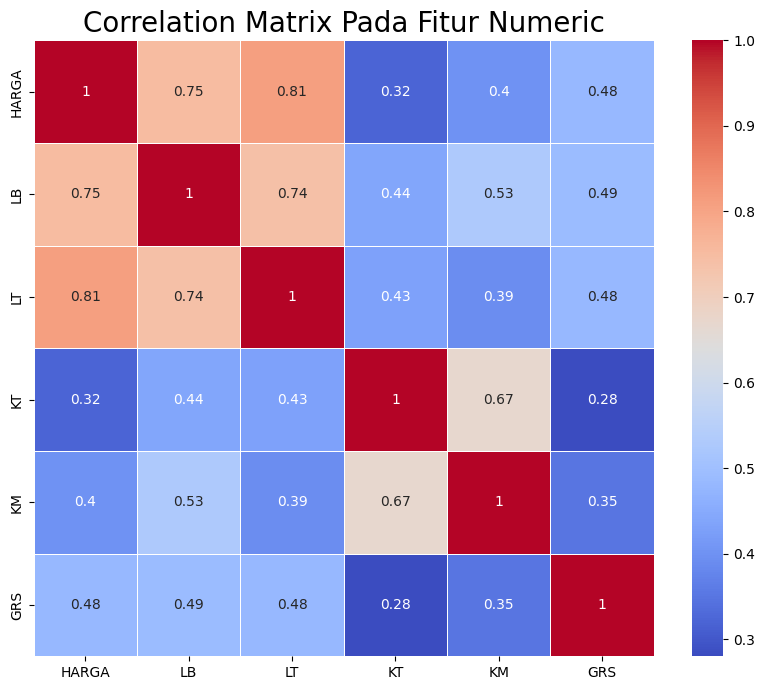 Correlation Matrix Pada Fitur Numeric
HARGA 1 0.75 0.81 0.32 0.4 0.48
LB 0.75 1 0.74 0.44 0.53 0.49
LT 0.81 0.74 1 0.43 0.39 0.48
KT 0.32 0.44 0.43 1 0.67 0.28
KM 0.4 0.53 0.39 0.67 1 0.35
GRS 0.48 0.49 0.48 0.28 0.35 1
HARGA LB LT KT KM GRS
1.0
0.9
0.8
0.7
0.6
0.5
0.4
0.3